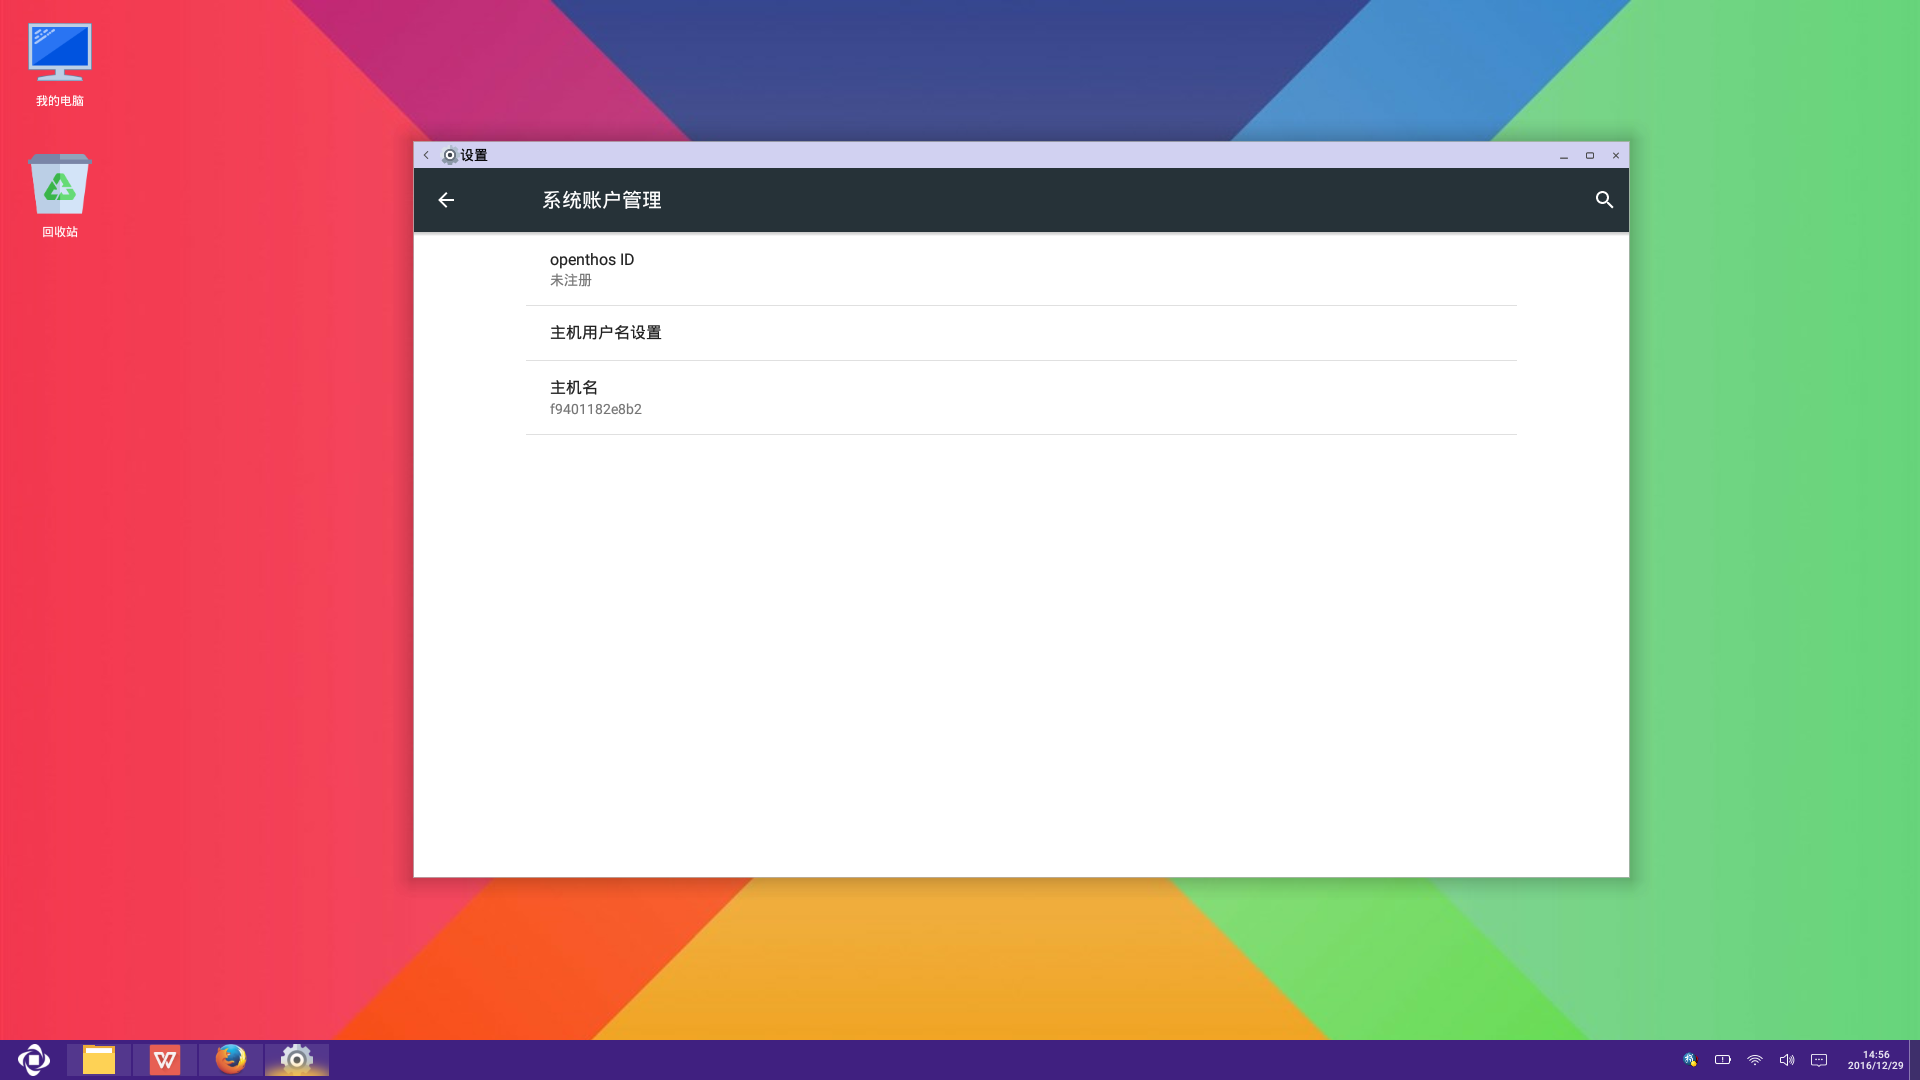 我的电脑
回收站
设置
系统账户管理
openthos ID
未注册
主机用户名设置
主机名
f9401182e8b2
14:56
2016/12/29